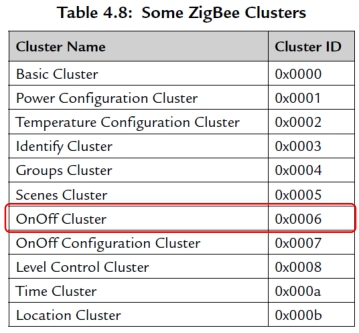 Table 4.8: Some ZigBee Clusters
Cluster Name Cluster ID
Basic Cluster 0x0000
Power Configuration Cluster 0x0001
Temperature Configuration Cluster 0x0002
Identify Cluster 0x0003
Groups Cluster 0x0004
Scenes Cluster 0x0005
OnOff Cluster 0x0006
OnOff Configuration Cluster 0x0007
Level Control Cluster 0x0008
Time Cluster 0x000a
Location Cluster 0x000b